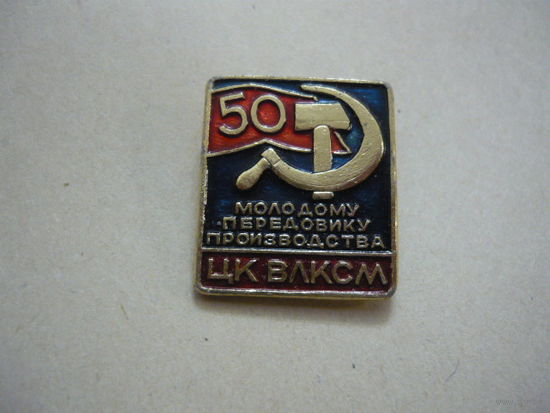 50
МОЛОДОМУ
ПЕРЕДОВИКУ
ПРОИЗВОДСТВА
ЦК ВЛКСМ